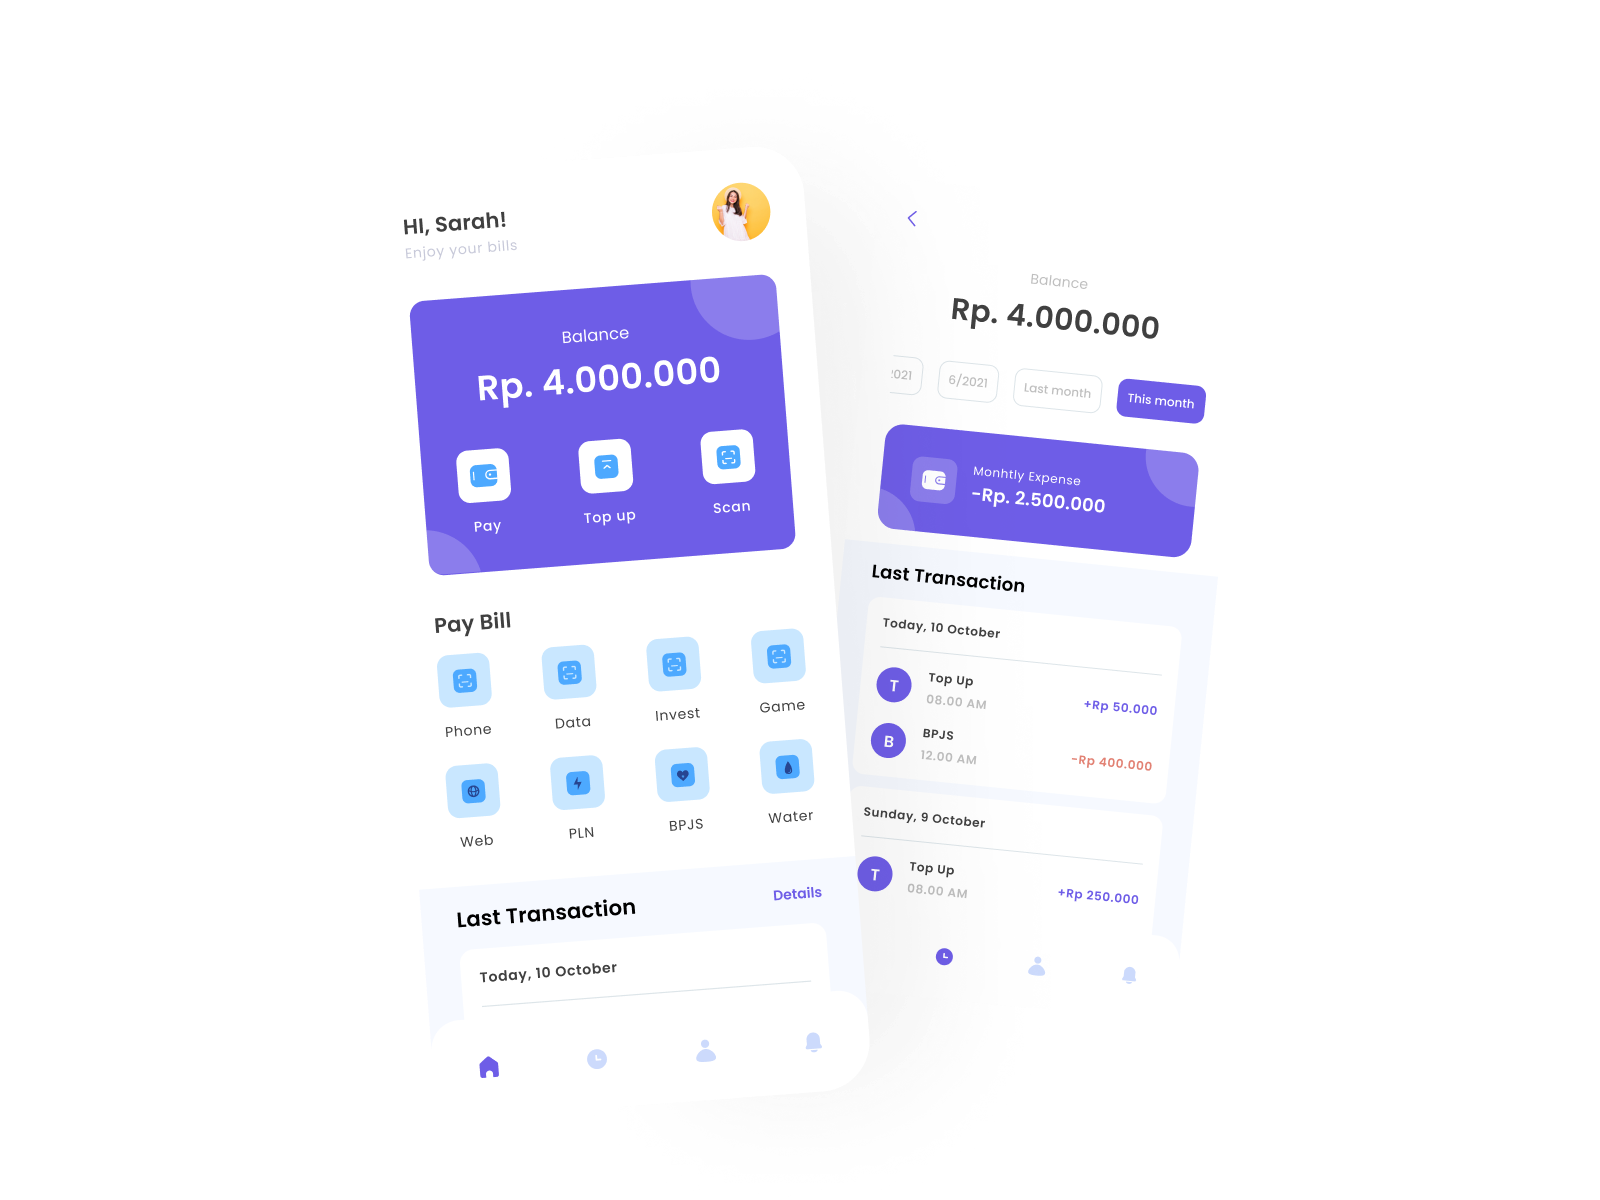 HI, Sarah!
Enjoy your bills
Balance
Rp. 4.000.000
Pay
Top up
Scan
Pay Bill
Phone
Data
Invest
Game
Web
PLN
BPJS
Water
Last Transaction
Details
Today, 10 October
Balance
Rp. 4.000.000
2021
6/2021
Last month
This month
Monhtly Expense
-Rp. 2.500.000
Last Transaction
Today, 10 October
T
Top Up
08.00 AM
+Rp 50.000
B
BPJS
12.00 AM
-Rp 400.000
Sunday, 9 October
T
Top Up
08.00 AM
+Rp 250.000